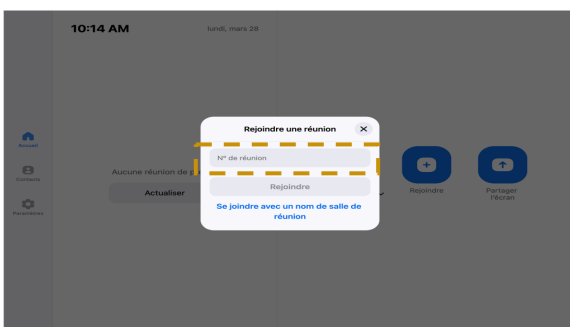 10:14 AM
lundi, mars 28
Rejoindre une réunion
N° de réunion
Rejoindre
Se joindre avec un nom de salle de
réunion
Accueil
Contacts
Paramètres
Aucune réunion de
Actualiser
Rejoindre
Partager
l'écran